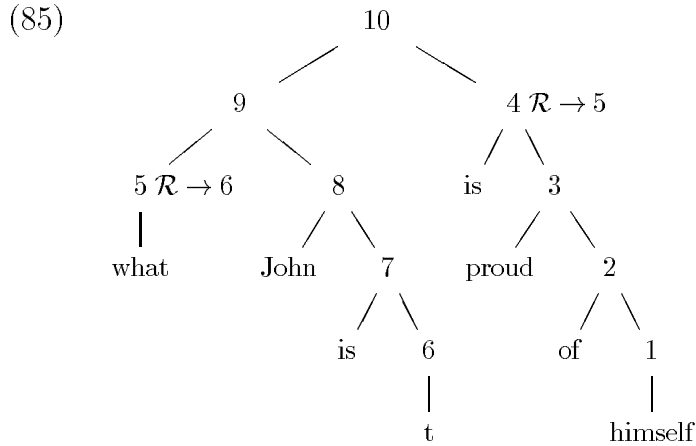 (85) 10
9 4 ℛ → 5
5 ℛ → 6 8 is 3
what John 7 proud 2
is 6 of 1
t himself